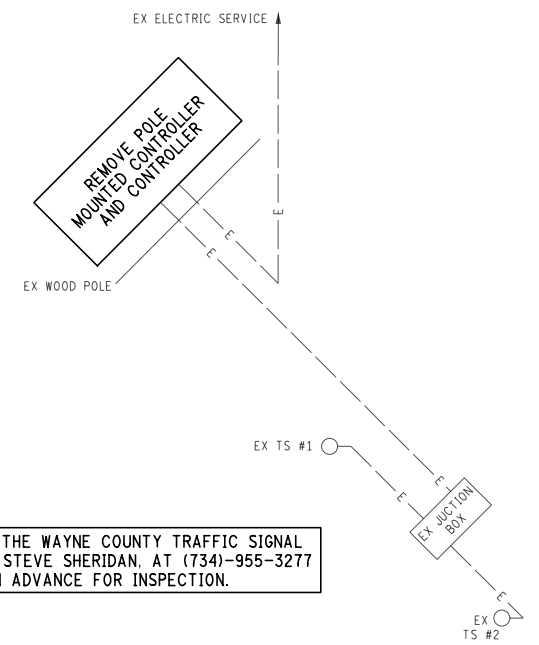 EX ELECTRIC SERVICE
REMOVE POLE
MOUNTED CONTROLLER
AND CONTROLLER
E
E
E
EX WOOD POLE
EX TS #1
E
E
EX JUCTION
BOX
THE WAYNE COUNTY TRAFFIC SIGNAL
STEVE SHERIDAN, AT (734)-955-3277
ADVANCE FOR INSPECTION.
E
EX
TS #2